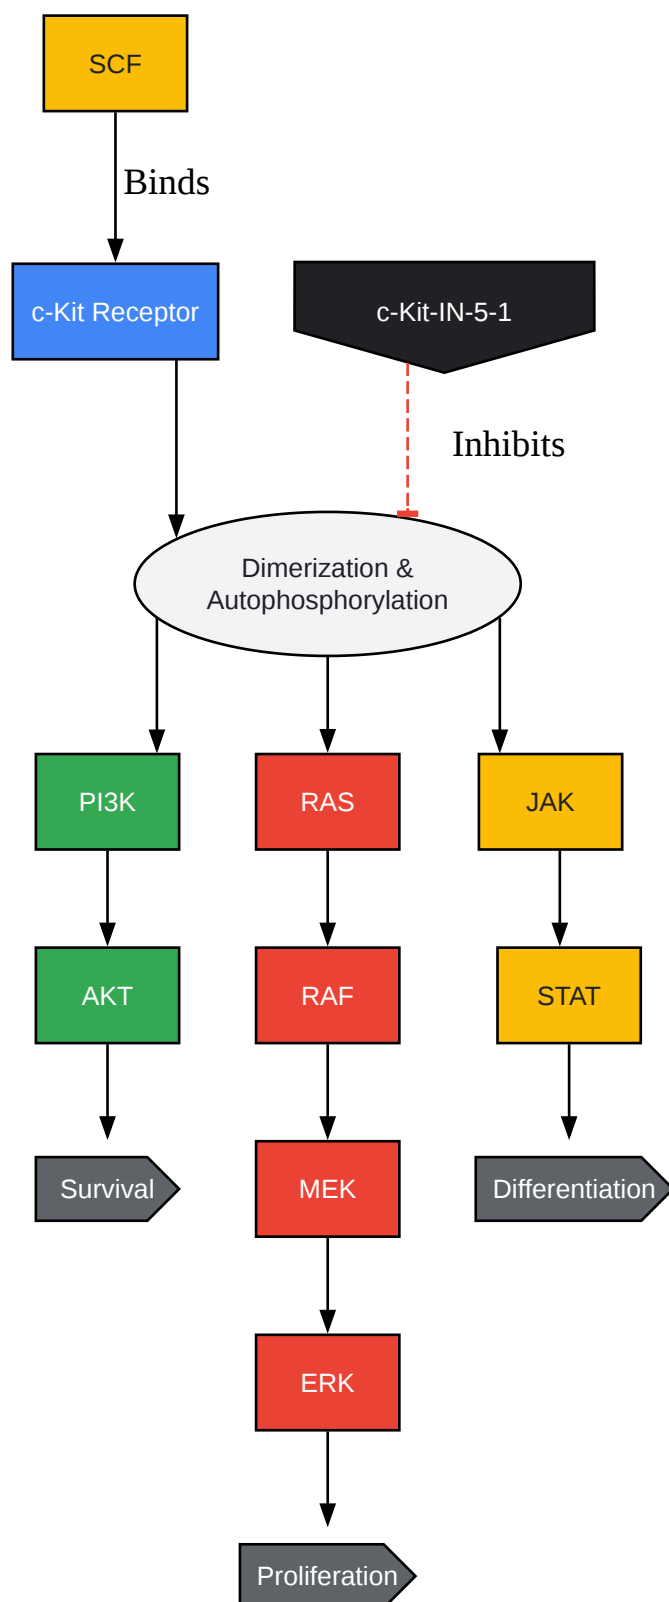 SCF
Binds
c-Kit Receptor
c-Kit-IN-5-1
Inhibits
Dimerization &
Autophosphorylation
PI3K
RAS
JAK
AKT
RAF
STAT
Survival
MEK
Differentiation
ERK
Proliferation